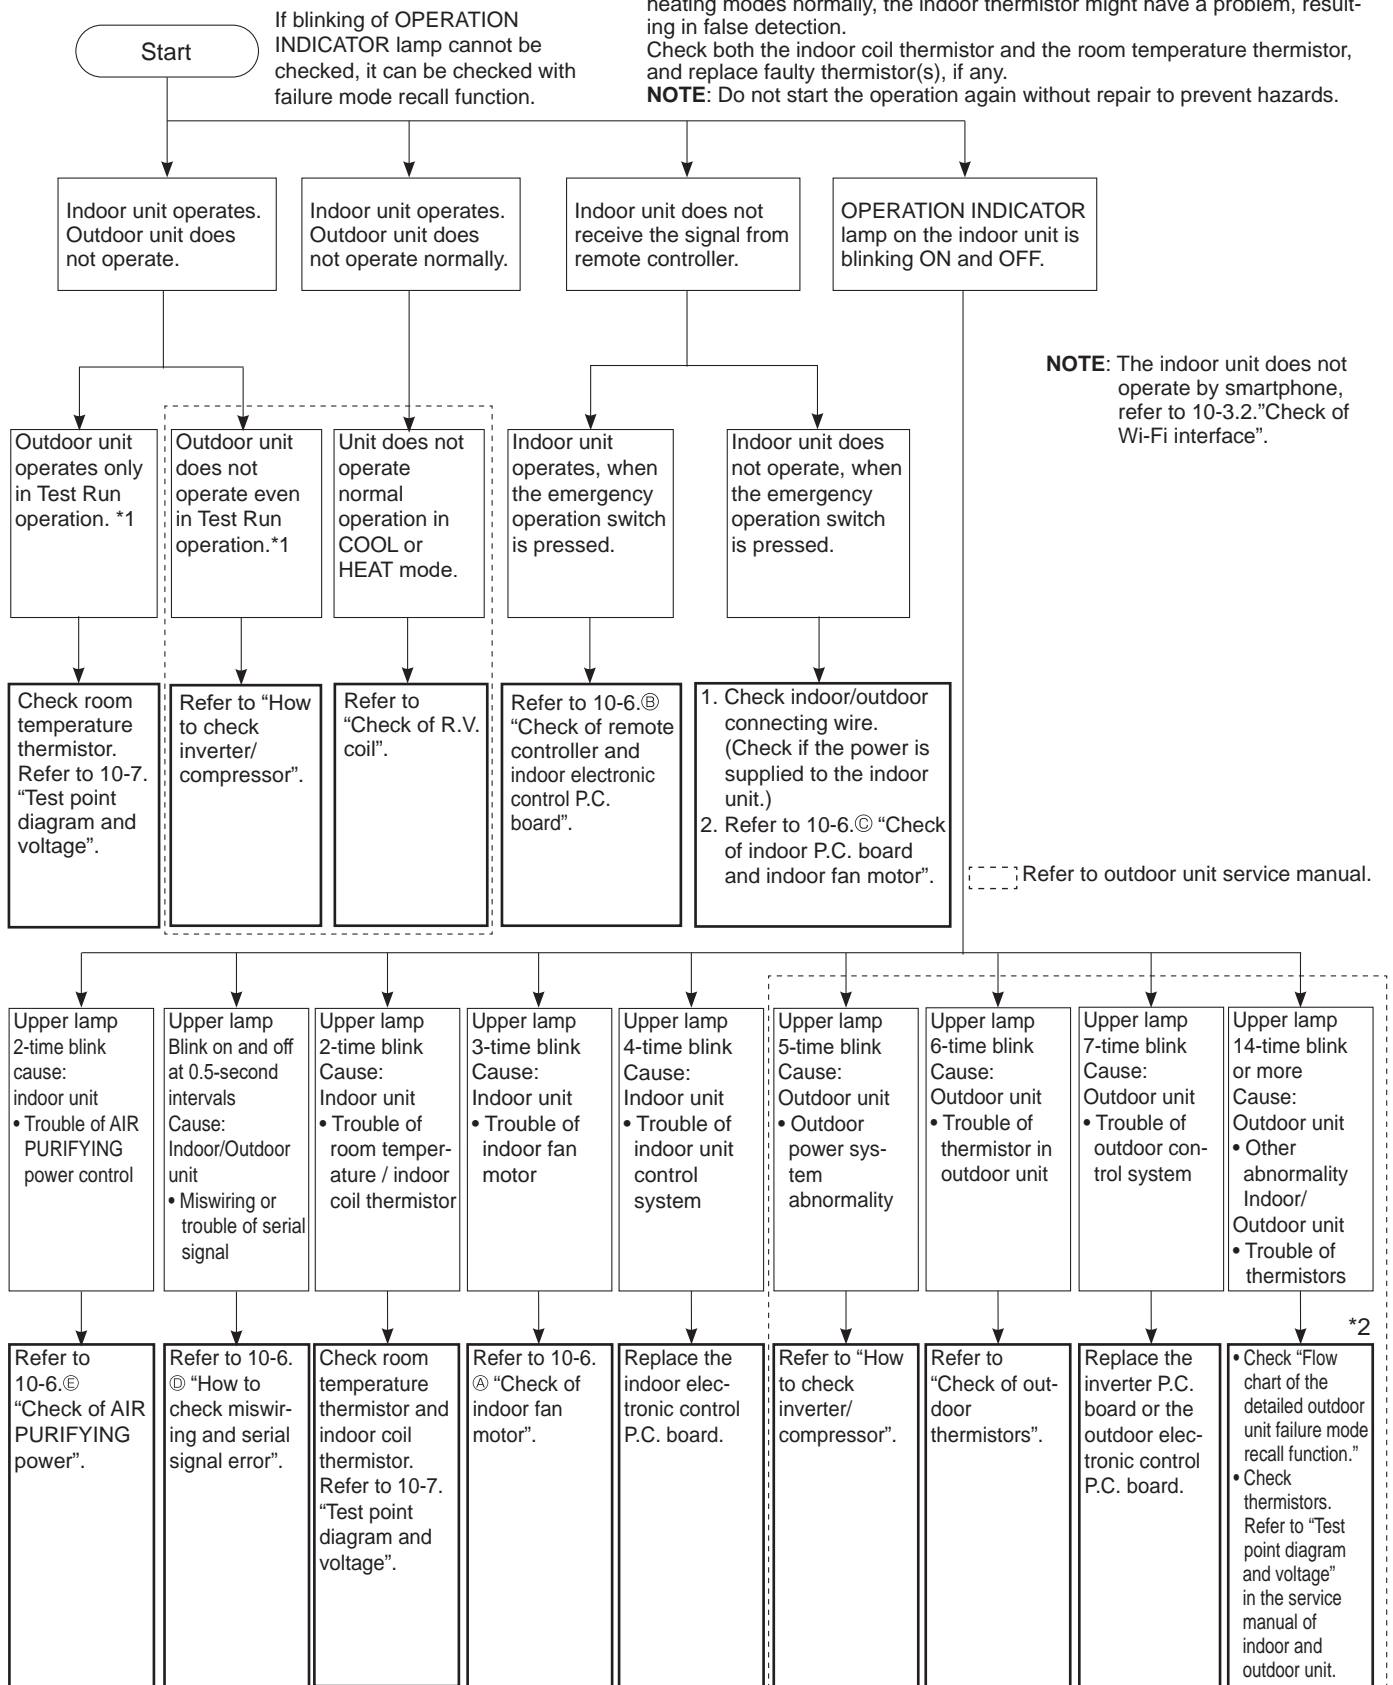 heating modes normally, the indoor thermistor might have a problem, result-
ing in false detection.
Check both the indoor coil thermistor and the room temperature thermistor,
and replace faulty thermistor(s), if any.
NOTE: Do not start the operation again without repair to prevent hazards.
Start
If blinking of OPERATION
INDICATOR lamp cannot be
checked, it can be checked with
failure mode recall function.
Indoor unit operates.
Outdoor unit does
not operate.
Indoor unit operates.
Outdoor unit does
not operate normally.
Indoor unit does not
receive the signal from
remote controller.
OPERATION INDICATOR
lamp on the indoor unit is
blinking ON and OFF.
NOTE: The indoor unit does not
operate by smartphone,
refer to 10-3.2."Check of
Wi-Fi interface".
Outdoor unit
operates only
in Test Run
operation. *1
Outdoor unit
does not
operate even
in Test Run
operation.*1
Unit does not
operate
normal
operation in
COOL or
HEAT mode.
Indoor unit
operates, when
the emergency
operation switch
is pressed.
Indoor unit does
not operate, when
the emergency
operation switch
is pressed.
Check room
temperature
thermistor.
Refer to 10-7.
“Test point
diagram and
voltage”.
Refer to “How
to check
inverter/
compressor”.
Refer to
“Check of R.V.
coil”.
Refer to 10-6.Ⓑ
“Check of remote
controller and
indoor electronic
control P.C.
board”.
1. Check indoor/outdoor
connecting wire.
(Check if the power is
supplied to the indoor
unit.)
2. Refer to 10-6.Ⓒ “Check
of indoor P.C. board
and indoor fan motor”.
Refer to outdoor unit service manual.
Upper lamp
2-time blink
cause:
indoor unit
• Trouble of AIR
PURIFYING
power control
Upper lamp
Blink on and off
at 0.5-second
intervals
Cause:
Indoor/Outdoor
unit
• Miswiring or
trouble of serial
signal
Upper lamp
2-time blink
Cause:
Indoor unit
• Trouble of
room temper-
ature / indoor
coil thermistor
Upper lamp
3-time blink
Cause:
Indoor unit
• Trouble of
indoor fan
motor
Upper lamp
4-time blink
Cause:
Indoor unit
• Trouble of
indoor unit
control
system
Upper lamp
5-time blink
Cause:
Outdoor unit
• Outdoor
power sys-
tem
abnormality
Upper lamp
6-time blink
Cause:
Outdoor unit
• Trouble of
thermistor in
outdoor unit
Upper lamp
7-time blink
Cause:
Outdoor unit
• Trouble of
outdoor con-
trol system
Upper lamp
14-time blink
or more
Cause:
Outdoor unit
• Other
abnormality
Indoor/
Outdoor unit
• Trouble of
thermistors
*2
Refer to
10-6.Ⓔ
“Check of AIR
PURIFYING
power”.
Refer to 10-6.
Ⓓ “How to
check miswir-
ing and serial
signal error”.
Check room
temperature
thermistor and
indoor coil
thermistor.
Refer to 10-7.
“Test point
diagram and
voltage”.
Refer to 10-6.
Ⓐ “Check of
indoor fan
motor”.
Replace the
indoor elec-
tronic control
P.C. board.
Refer to “How
to check
inverter/
compressor”.
Refer to
“Check of out-
door
thermistors”.
Replace the
inverter P.C.
board or the
outdoor elec-
tronic control
P.C. board.
• Check “Flow
chart of the
detailed outdoor
unit failure mode
recall function.”
• Check
thermistors.
Refer to “Test
point diagram
and voltage”
in the service
manual of
indoor and
outdoor unit.